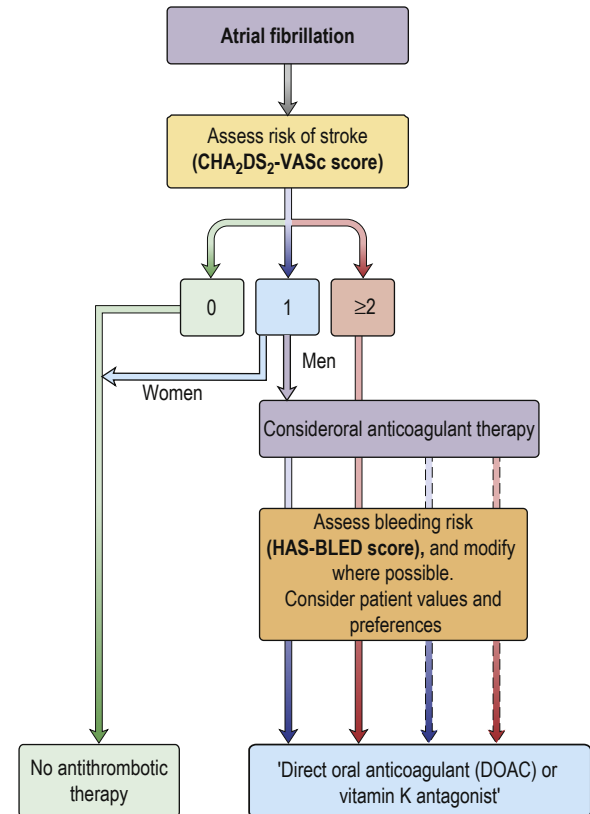 Atrial fibrillation
Assess risk of stroke
(CHA₂DS₂-VASc score)
0
1
≥2
Men
Women
Consideroral anticoagulant therapy
Assess bleeding risk
(HAS-BLED score), and modify
where possible.
Consider patient values and
preferences
No antithrombotic
therapy
'Direct oral anticoagulant (DOAC) or
vitamin K antagonist'